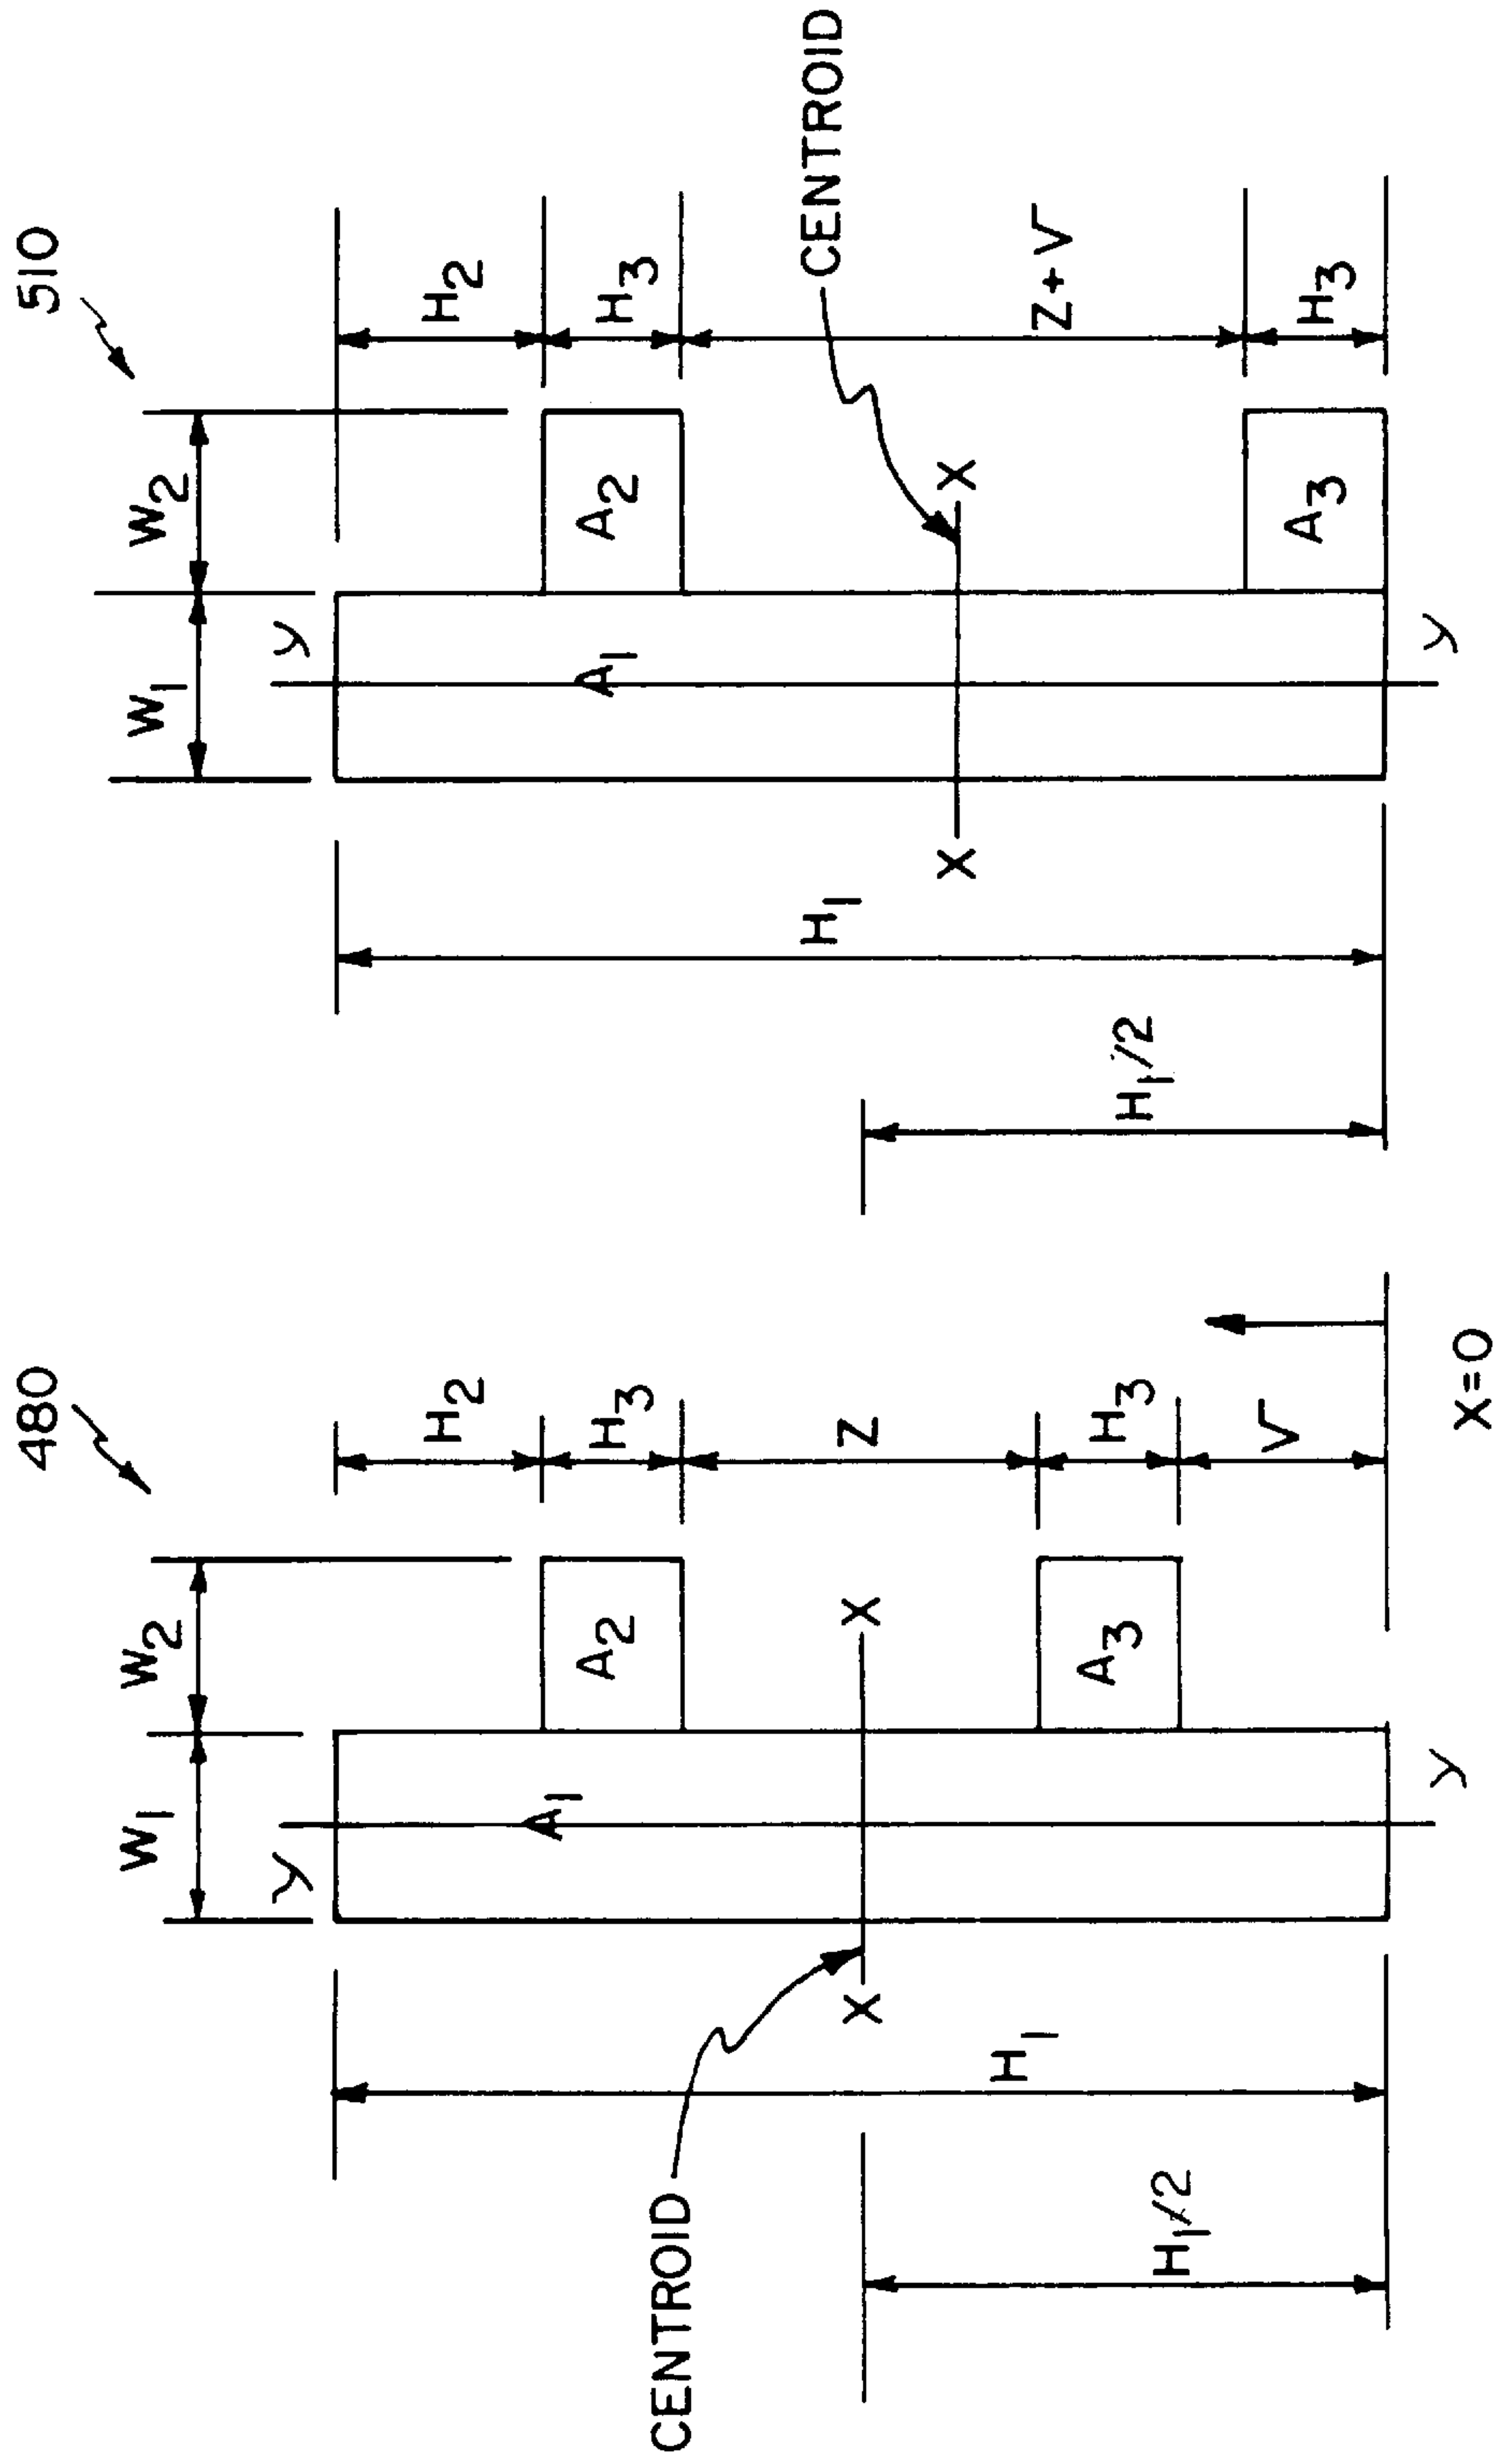 480
W₁
W₂
y
H₂
A₁
A₂
H₃
CENTROID
X
X
Z
H₁
A₃
H₃
H₁/2
V
y
X=0
510
W₁
W₂
y
H₂
A₁
A₂
H₃
H₁
CENTROID
X
X
Z+V
H₁/2
A₃
H₃
y